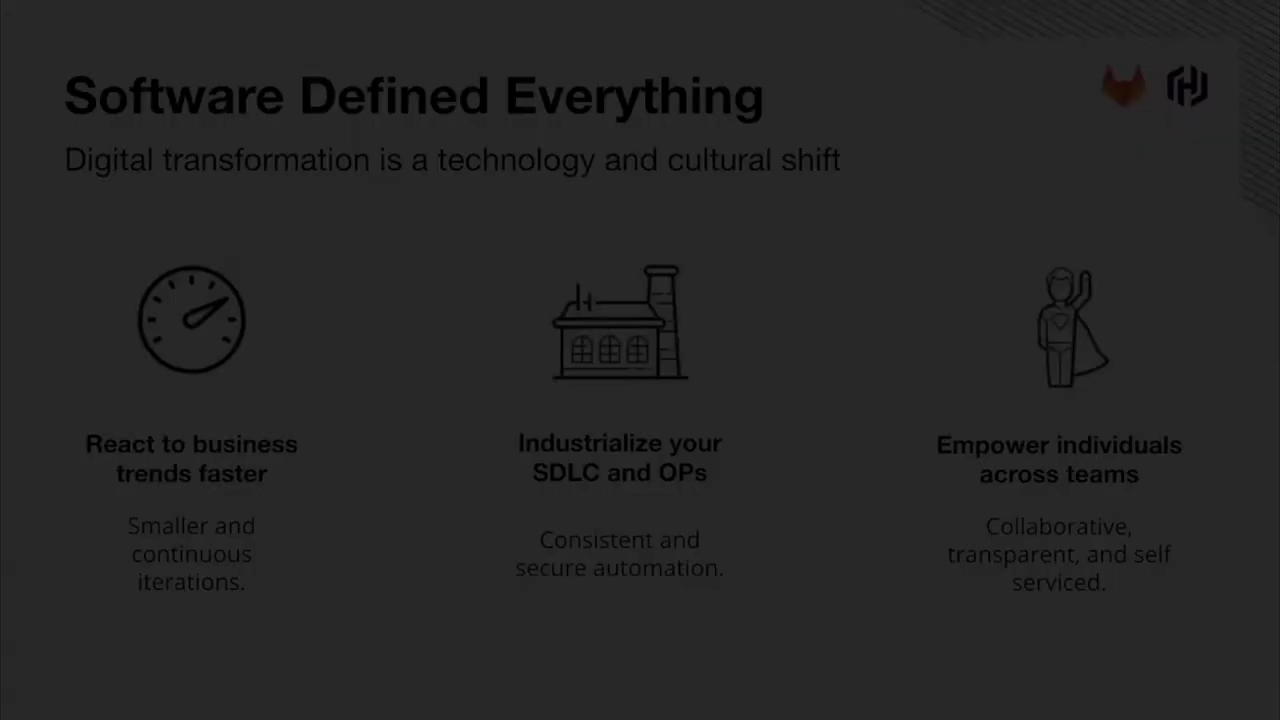 Software Defined Everything
Digital transformation is a technology and cultural shift
React to business
trends faster
Smaller and
continuous
iterations.
Industrialize your
SDLC and OPs
Consistent and
secure automation.
Empower individuals
across teams
Collaborative,
transparent, and self
serviced.